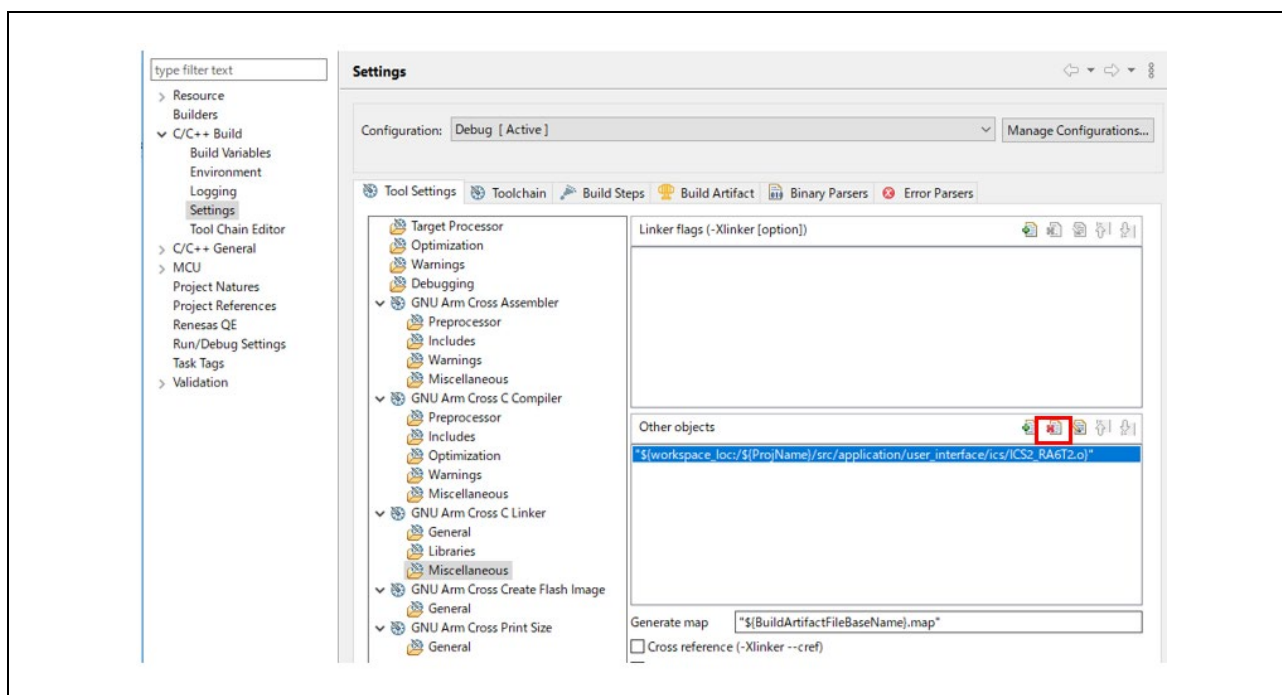 type filter text
Resource
Builders
C/C++ Build
Build Variables
Environment
Logging
Settings
Tool Chain Editor
C/C++ General
MCU
Project Natures
Project References
Renesas QE
Run/Debug Settings
Task Tags
Validation
Settings
Configuration: Debug [ Active ] Manage Configurations...
Tool Settings Toolchain Build Steps Build Artifact Binary Parsers Error Parsers
Target Processor
Optimization
Warnings
Debugging
GNU Arm Cross Assembler
Preprocessor
Includes
Warnings
Miscellaneous
GNU Arm Cross C Compiler
Preprocessor
Includes
Optimization
Warnings
Miscellaneous
GNU Arm Cross C Linker
General
Libraries
Miscellaneous
GNU Arm Cross Create Flash Image
General
GNU Arm Cross Print Size
General
Linker flags (-Xlinker [option])
Other objects
"${workspace_loc:/${ProjName}/src/application/user_interface/ics/ICS2_RA6T2.o}"
Generate map "${BuildArtifactFileBaseName}.map"
Cross reference (-Xlinker --cref)